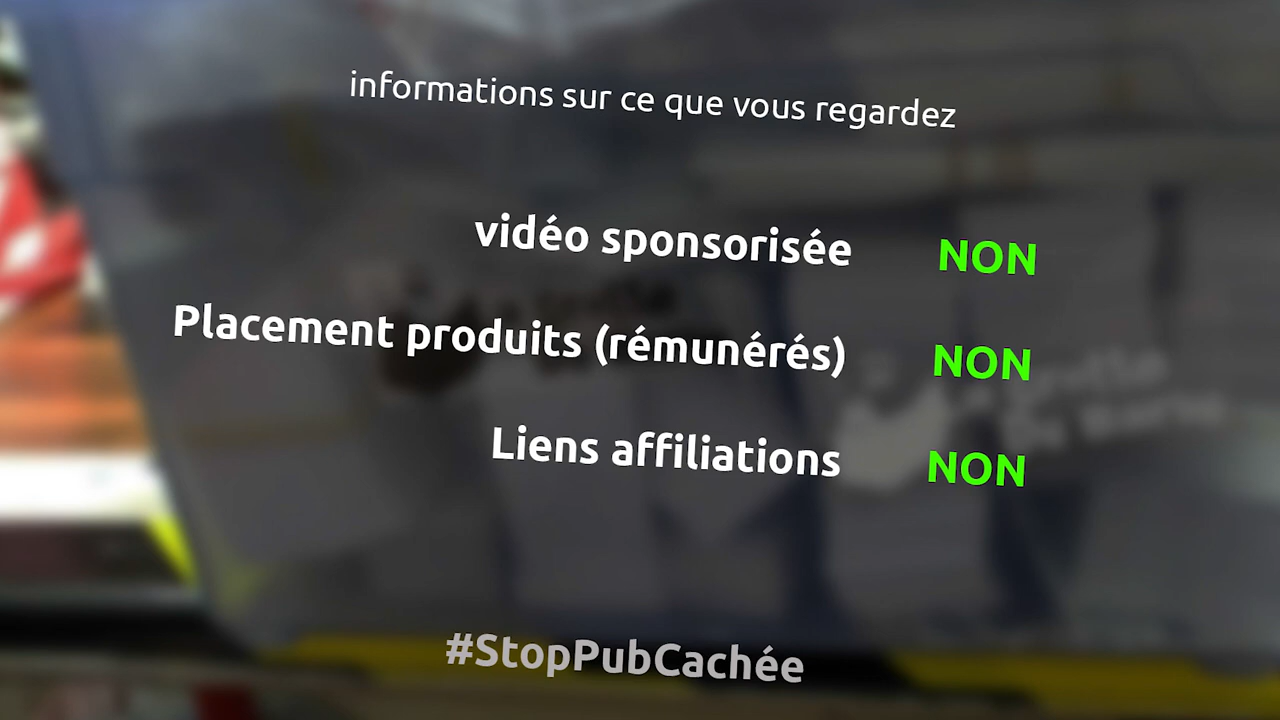 informations sur ce que vous regardez
vidéo sponsorisée NON
Placement produits (rémunérés) NON
Liens affiliations NON
#StopPubCachée